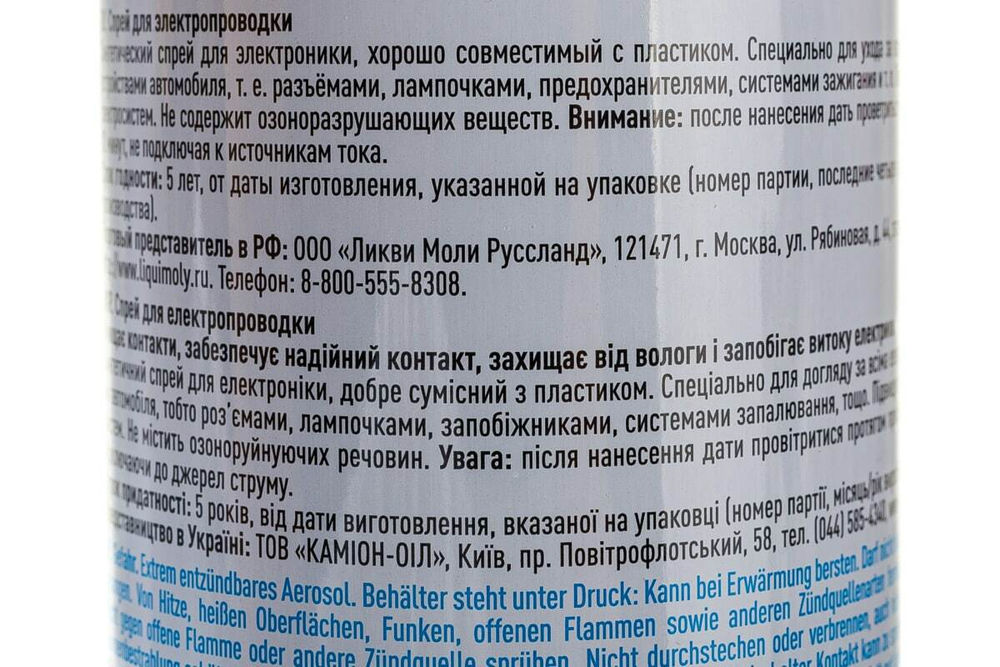 Спрей для электропроводки
спрей для электроники, хорошо совместимый с пластиком. Специально для ухода за
автомобиля, т. е. разъёмами, лампочками, предохранителями, системами зажигания и т.
Не содержит озоноразрушающих веществ. Внимание: после нанесения дать
не подключая к источникам тока.
годности: 5 лет, от даты изготовления, указанной на упаковке (номер партии, последние

представитель в РФ: ООО «Ликви Моли Руссланд», 121471, г. Москва, ул. Рябиновая, д.
www.liquimoly.ru. Телефон: 8-800-555-8308.
Спрей для електропроводки
контакти, забезпечує надійний контакт, захищає від вологи і запобігає витоку
спрей для електроніки, добре сумісний з пластиком. Спеціально для догляду за
тобто роз'ємами, лампочками, запобіжниками, системами запалювання, тощо.
Не містить озоноруйнуючих речовин. Увага: після нанесення дати провітритися протягом
до джерел струму.
придатності: 5 років, від дати виготовлення, вказаної на упаковці (номер партії, місяць/рік
в Україні: ТОВ «КАМІОН-ОІЛ», Київ, пр. Повітрофлотський, 58, тел. (044)
Extrem entzündbares Aerosol. Behälter steht unter Druck: Kann bei Erwärmung bersten. Darf
Von Hitze, heißen Oberflächen, Funken, offenen Flammen sowie anderen Zündquellenarten
gegen offene Flamme oder andere Zündquelle sprühen. Nicht durchstechen oder verbrennen,
Kontakt kann zu